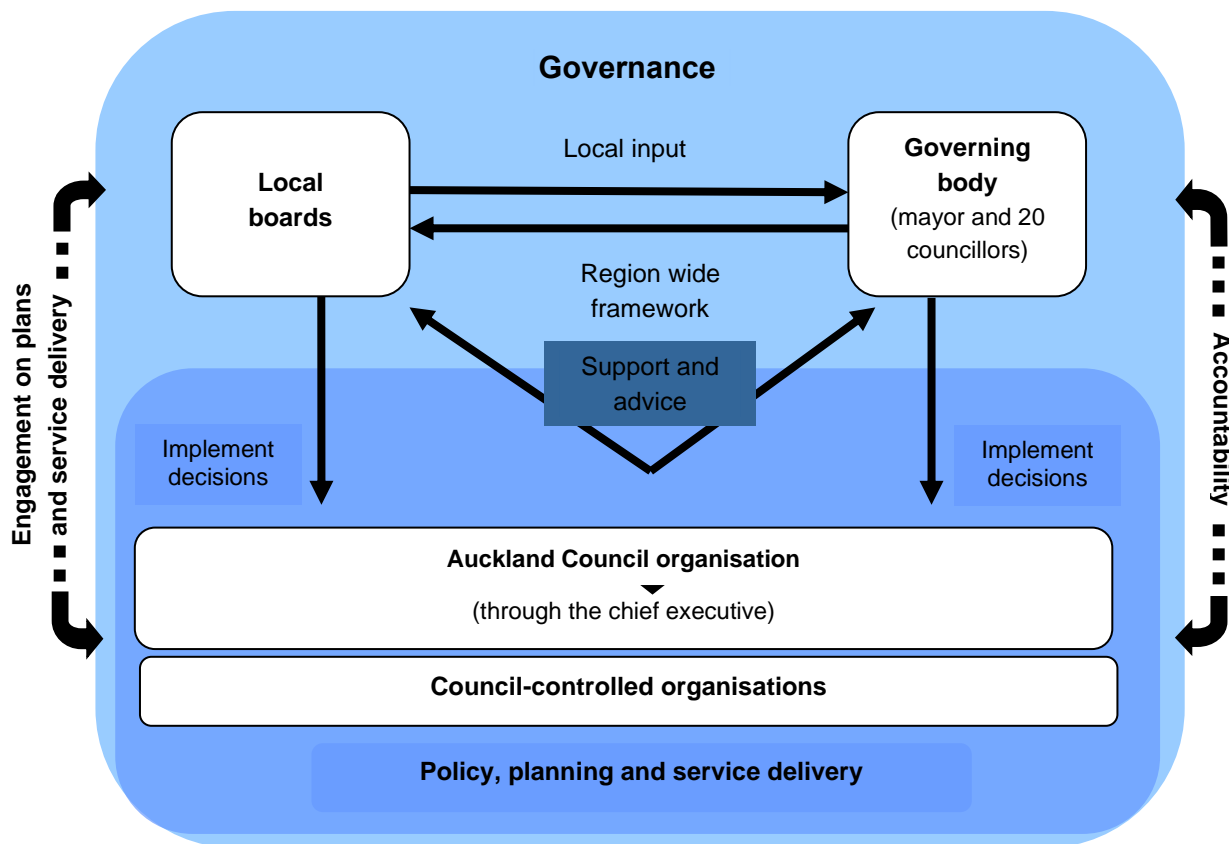 Governance
Local
boards
Local input
Governing
body
(mayor and 20
councillors)
Region wide
framework
Support and
advice
Engagement on plans
and service delivery
Accountability
Implement
decisions
Implement
decisions
Auckland Council organisation
(through the chief executive)
Council-controlled organisations
Policy, planning and service delivery